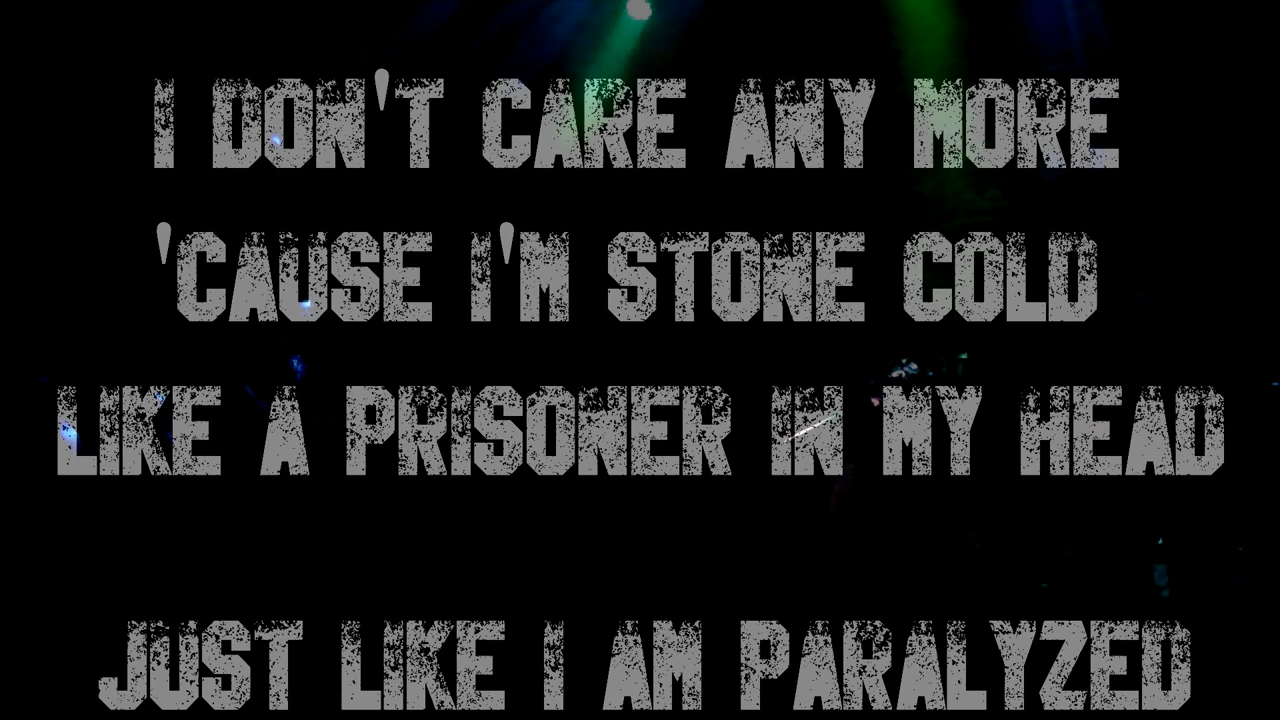 I DON'T CARE ANY MORE
'CAUSE I'M STONE COLD
LIKE A PRISONER IN MY HEAD
JUST LIKE I AM PARALYZED